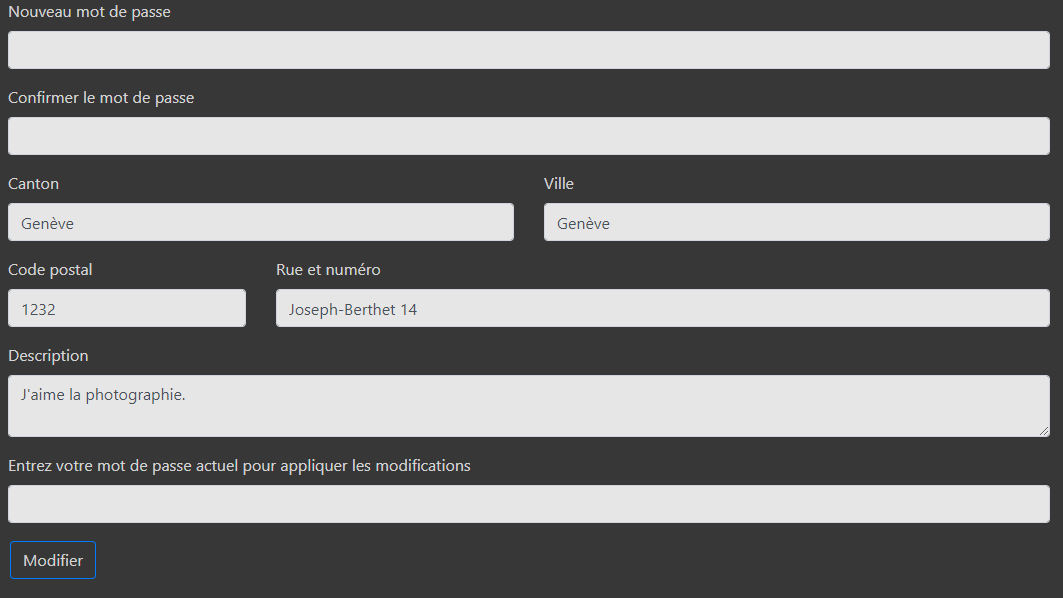 Nouveau mot de passe
Confirmer le mot de passe
Canton
Ville
Genève
Genève
Code postal
Rue et numéro
1232
Joseph-Berthet 14
Description
J'aime la photographie.
Entrez votre mot de passe actuel pour appliquer les modifications
Modifier